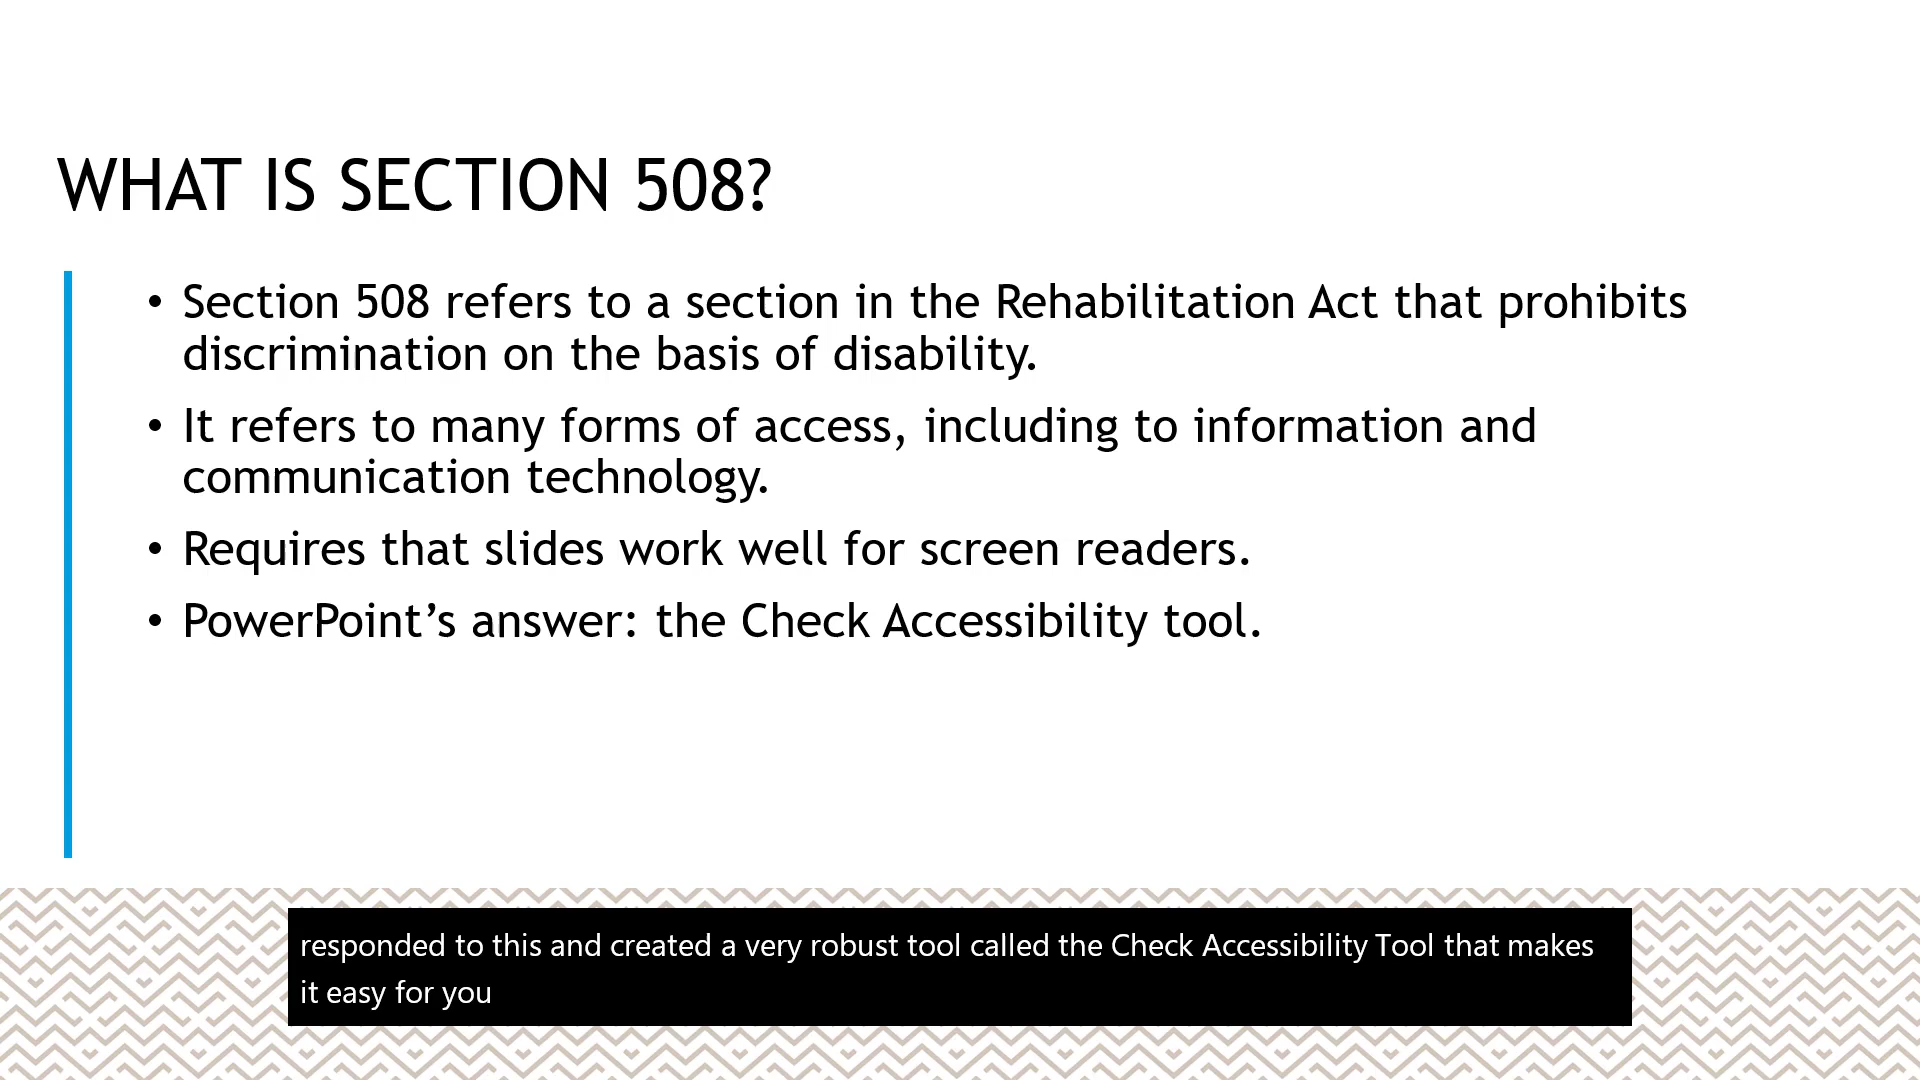 WHAT IS SECTION 508?
• Section 508 refers to a section in the Rehabilitation Act that prohibits
discrimination on the basis of disability.
• It refers to many forms of access, including to information and
communication technology.
• Requires that slides work well for screen readers.
• PowerPoint’s answer: the Check Accessibility tool.
responded to this and created a very robust tool called the Check Accessibility Tool that makes
it easy for you